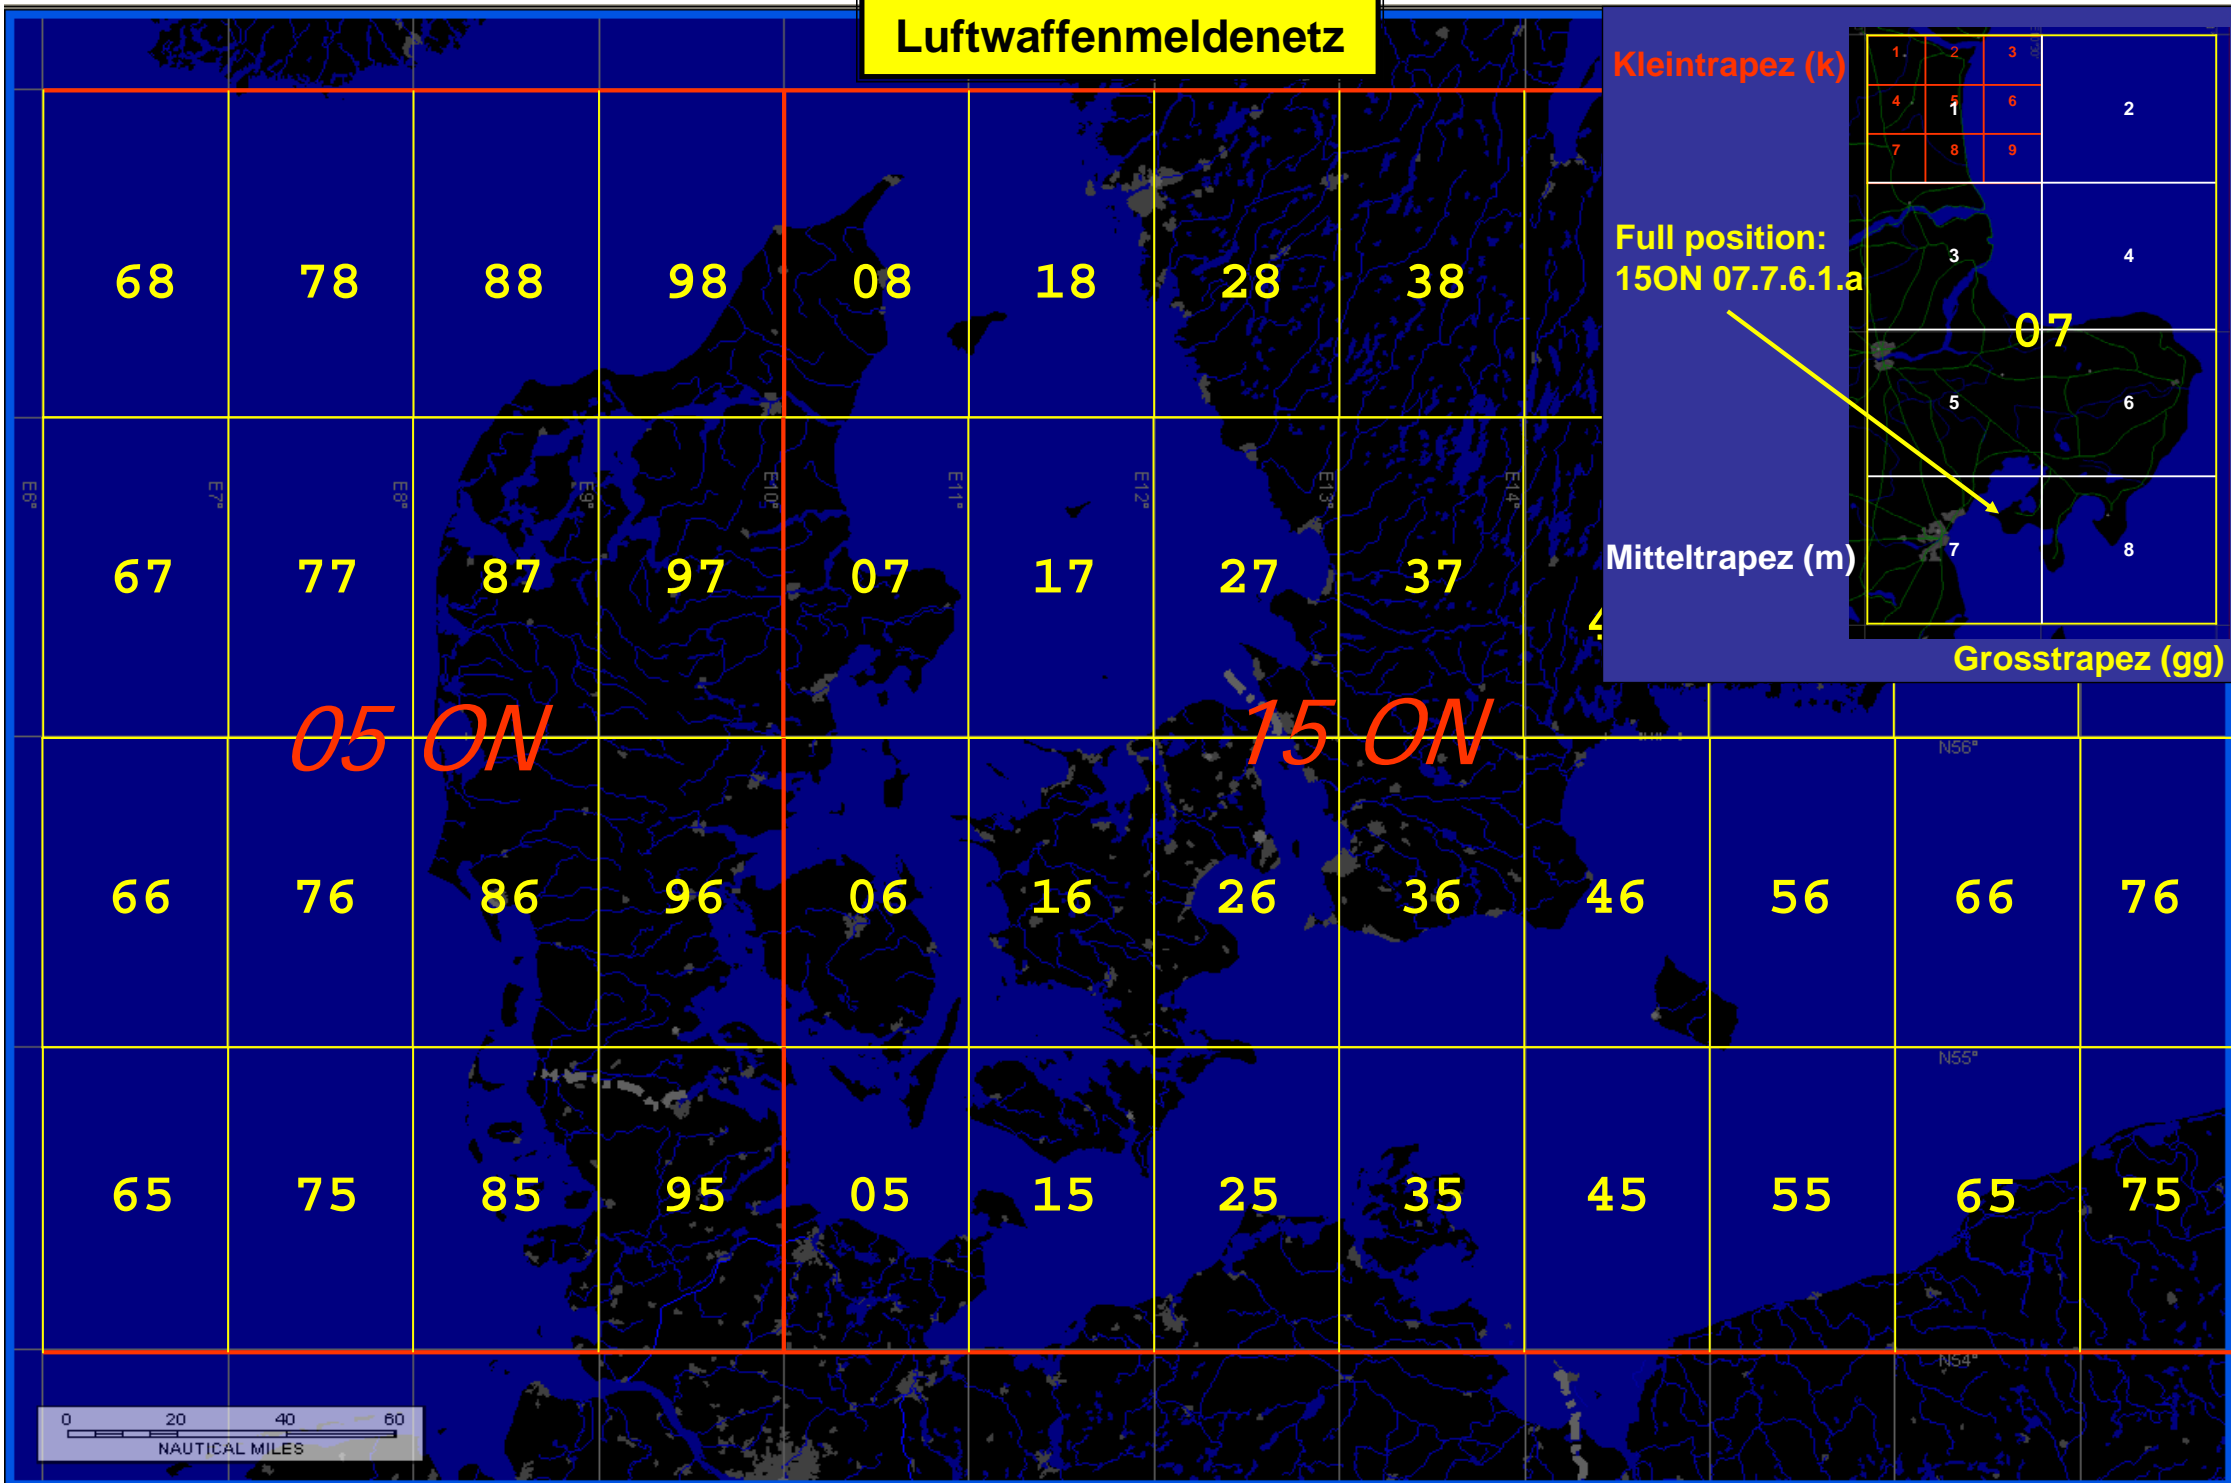 Luftwaffenmeldenetz
Kleintrapez (k)
1 2 3
4 5 6
7 8 9
1 2
3 4
5 6
7 8
07
Full position:
15ON 07.7.6.1.a
Mitteltrapez (m)
Grosstrapez (gg)
68 78 88 98 08 18 28 38
E6° E7° E8° E9° E10° E11° E12° E13° E14°
67 77 87 97 07 17 27 37
05 ON 15 ON
N56°
66 76 86 96 06 16 26 36 46 56 66 76
N55°
65 75 85 95 05 15 25 35 45 55 65 75
N54°
0 20 40 60
NAUTICAL MILES